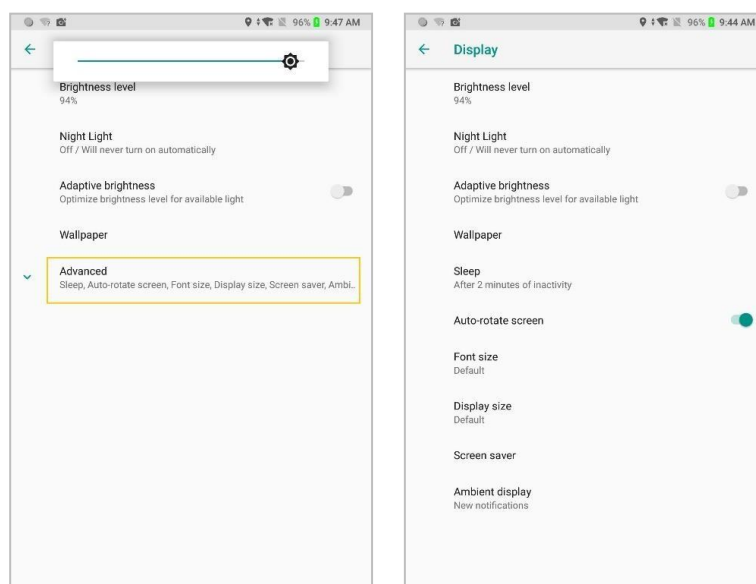 96% 9:47 AM
Brightness level
94%
Night Light
Off / Will never turn on automatically
Adaptive brightness
Optimize brightness level for available light
Wallpaper
Advanced
Sleep, Auto-rotate screen, Font size, Display size, Screen saver, Ambi..
96% 9:44 AM
Display
Brightness level
94%
Night Light
Off / Will never turn on automatically
Adaptive brightness
Optimize brightness level for available light
Wallpaper
Sleep
After 2 minutes of inactivity
Auto-rotate screen
Font size
Default
Display size
Default
Screen saver
Ambient display
New notifications